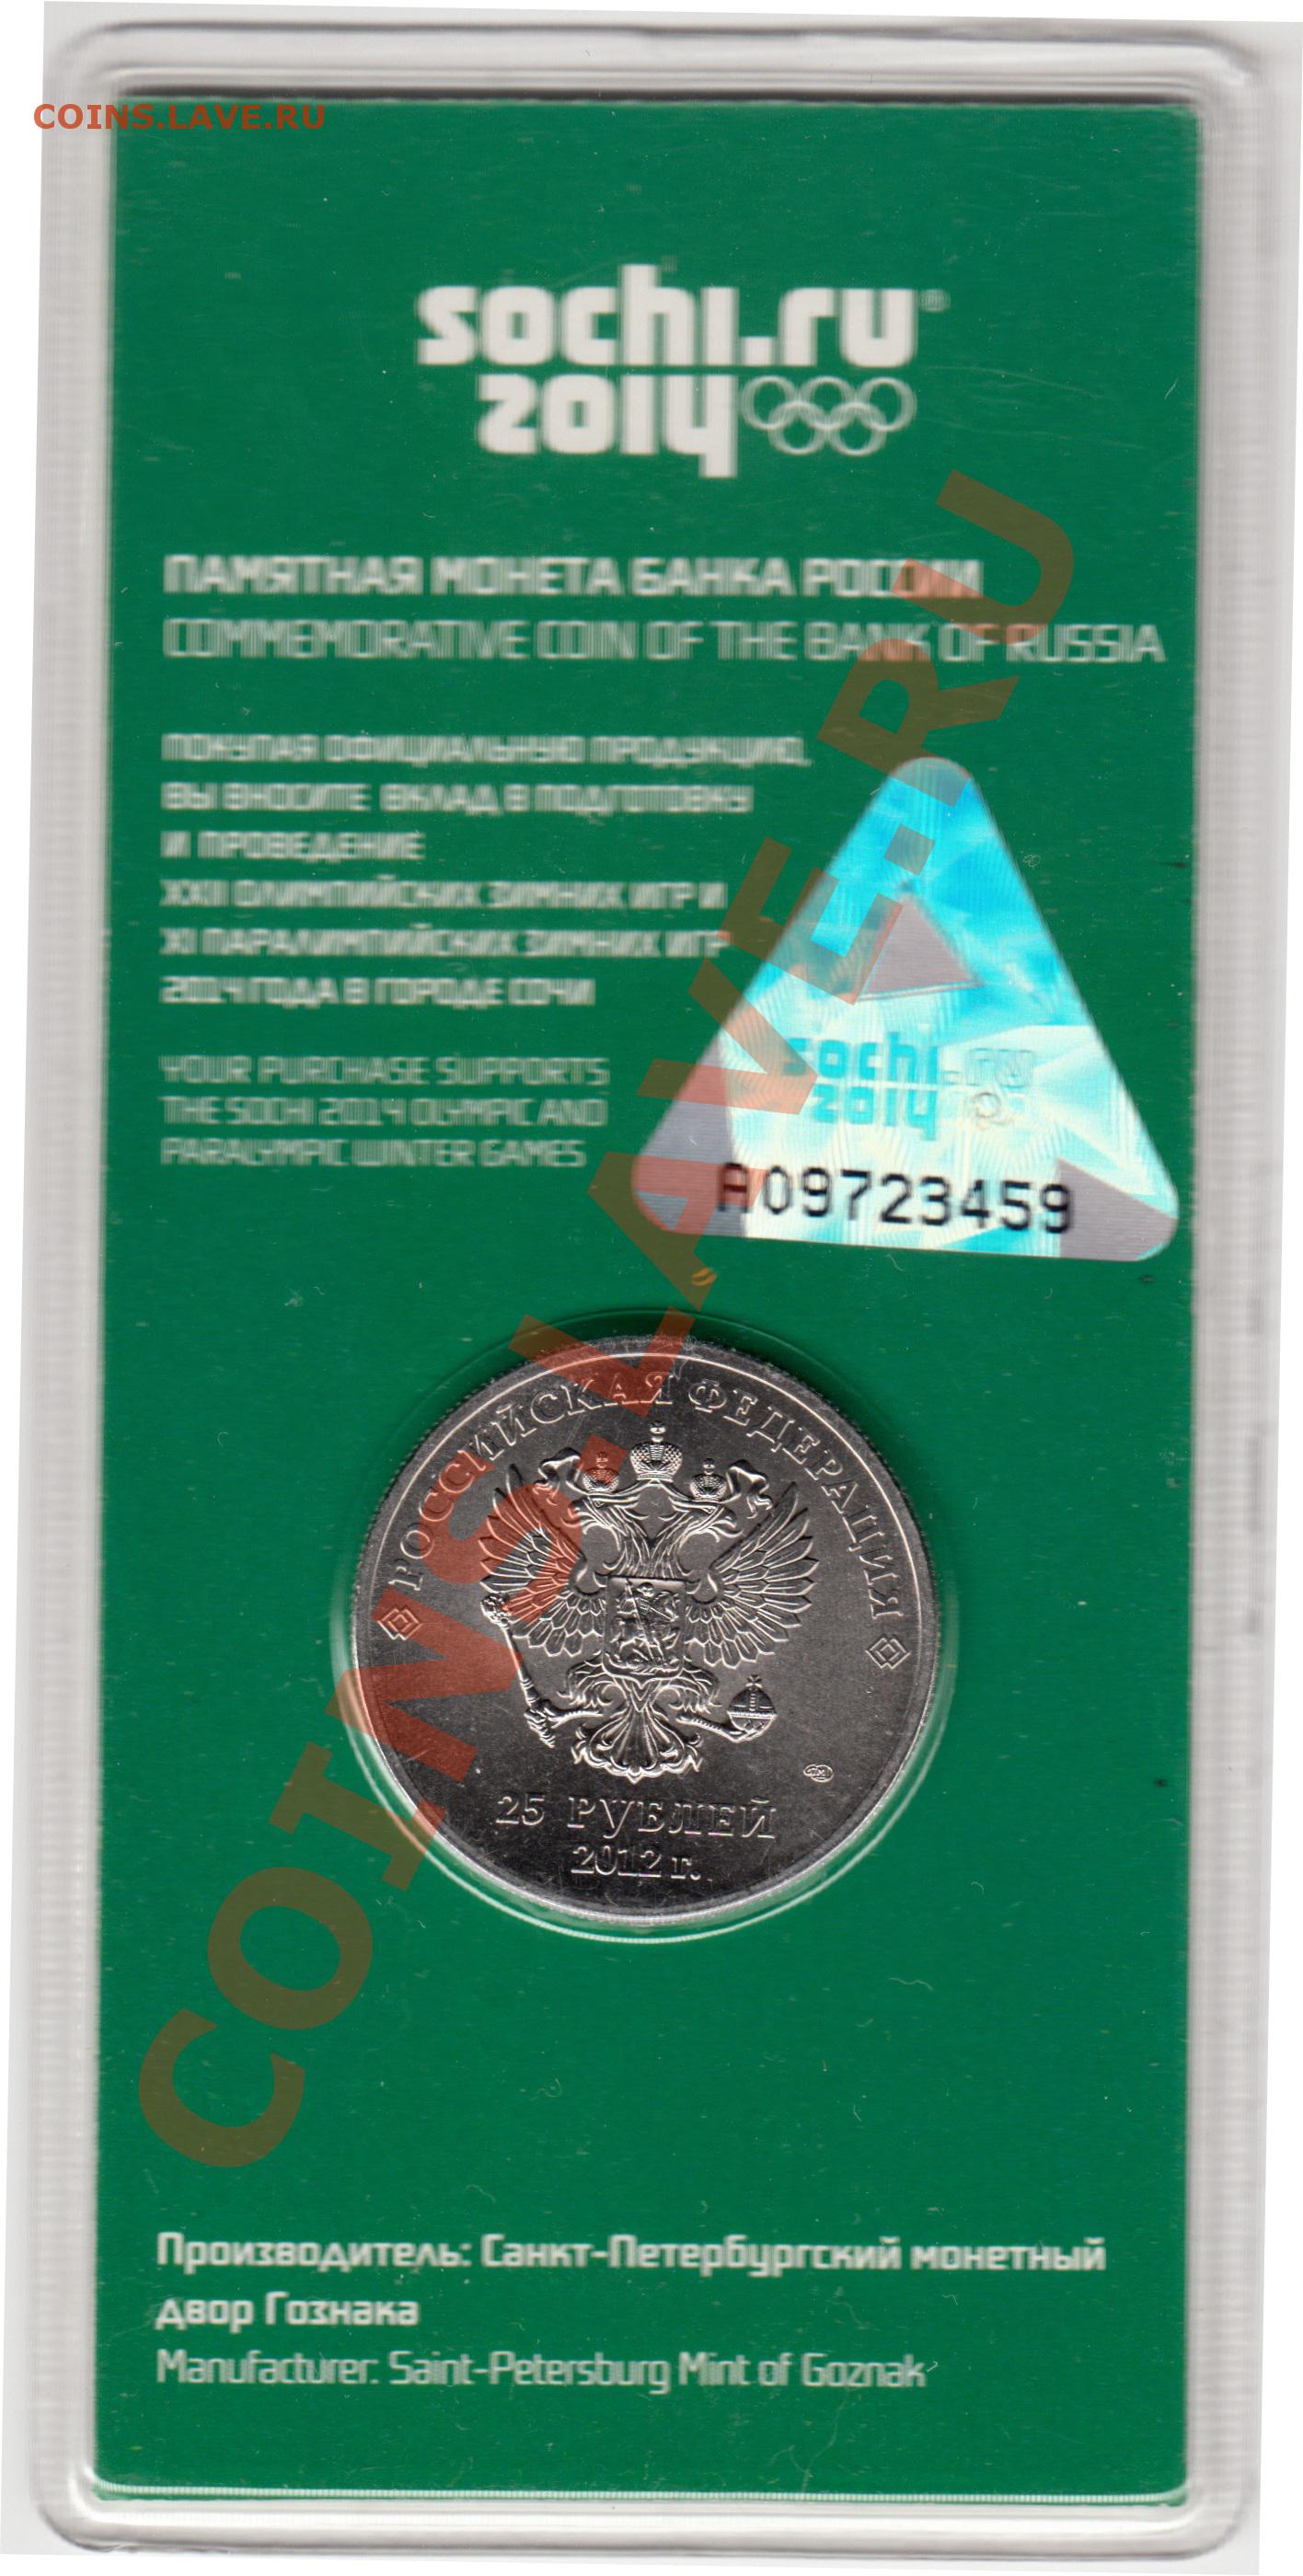 COINS.LAVE.RU
sochi.ru®
2014
ПАМЯТНАЯ МОНЕТА БАНКА РОССИИ
COMMEMORATIVE COIN OF THE BANK OF RUSSIA
ПОКУПАЯ ОФИЦИАЛЬНУЮ ПРОДУКЦИЮ,
ВЫ ВНОСИТЕ ВКЛАД В ПОДГОТОВКУ
И ПРОВЕДЕНИЕ
XXII ОЛИМПИЙСКИХ ЗИМНИХ ИГР И
XI ПАРАЛИМПИЙСКИХ ЗИМНИХ ИГР
2014 ГОДА В ГОРОДЕ СОЧИ
YOUR PURCHASE SUPPORTS
THE SOCHI 2014 OLYMPIC AND
PARALYMPIC WINTER GAMES
sochi.ru
2014
A09723459
COINS.LAVE.RU
РОССИЙСКАЯ ФЕДЕРАЦИЯ
25 РУБЛЕЙ
2012 г.
Производитель: Санкт-Петербургский монетный
двор Гознака
Manufacturer: Saint-Petersburg Mint of Goznak